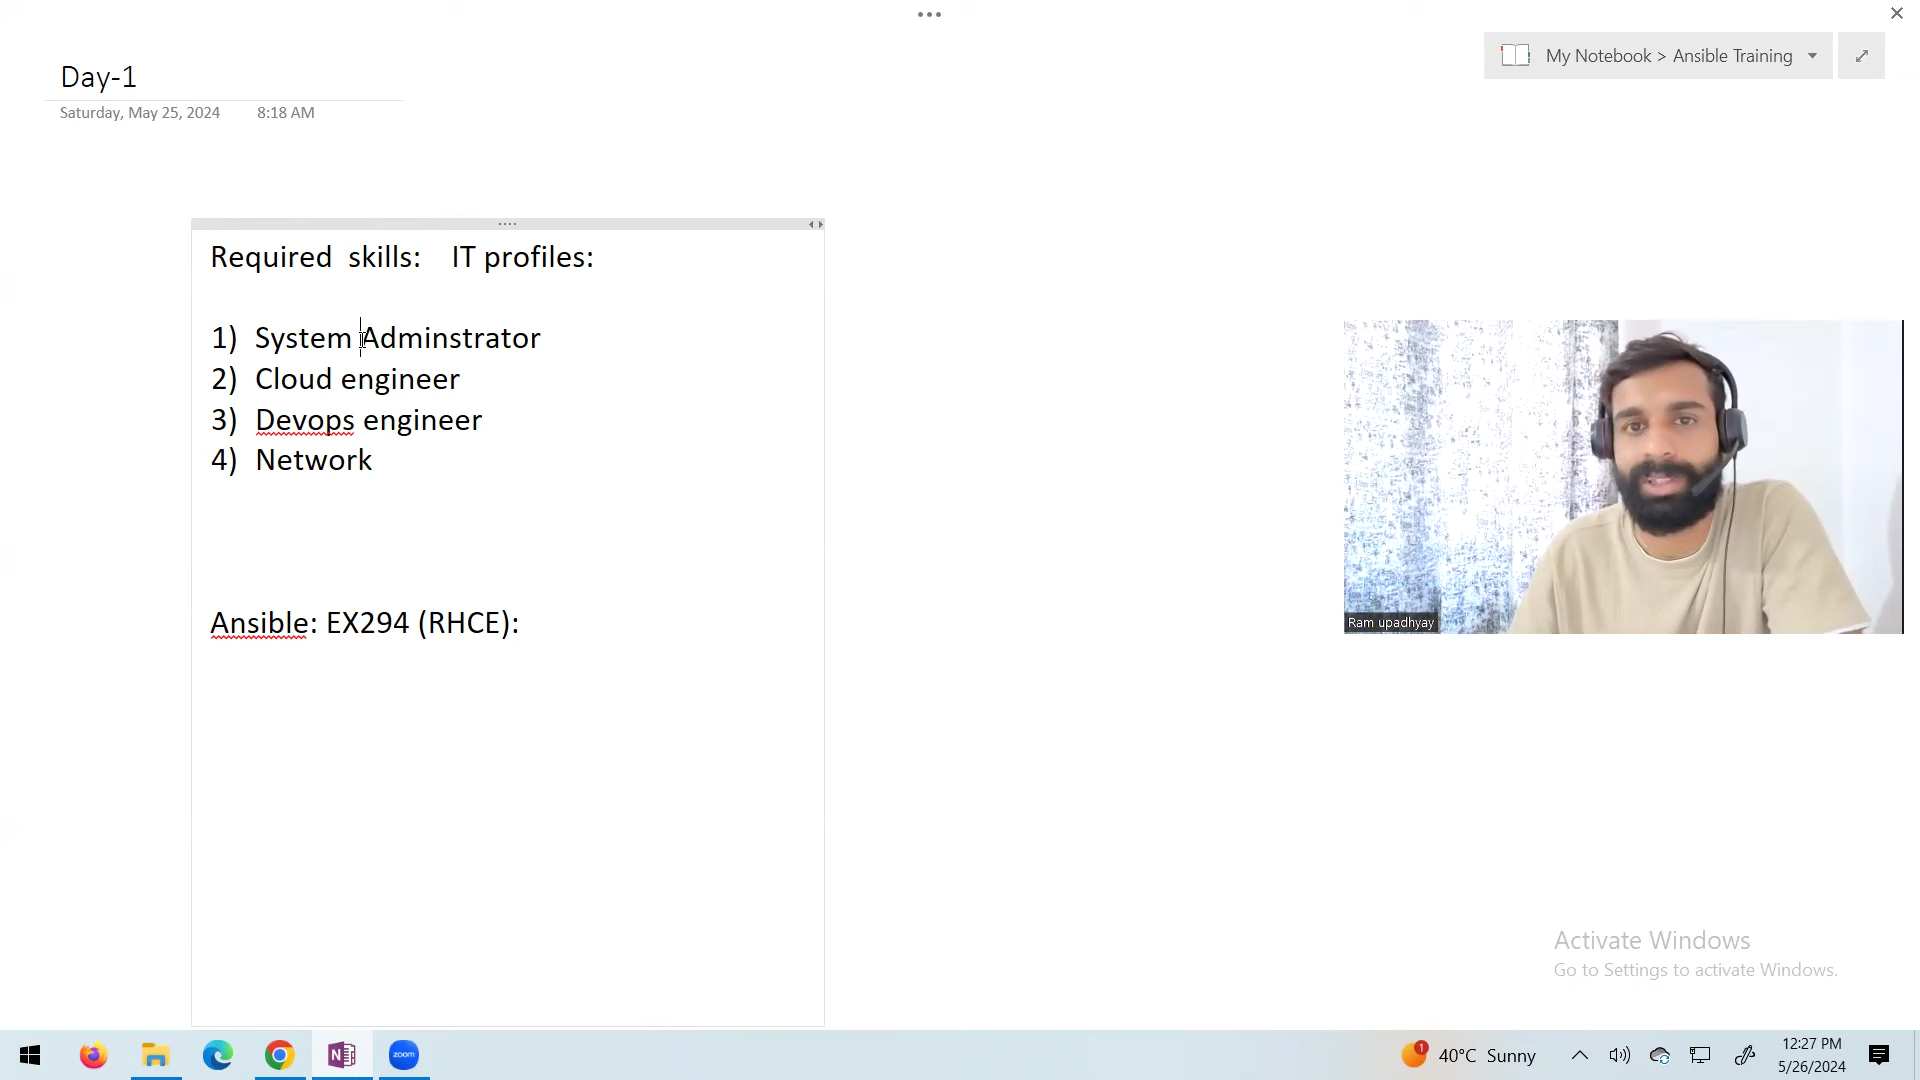 My Notebook > Ansible Training
Day-1
Saturday, May 25, 2024 8:18 AM
Required skills: IT profiles:
1) System Adminstrator
2) Cloud engineer
3) Devops engineer
4) Network
Ansible: EX294 (RHCE):
Ram upadhyay
Activate Windows
Go to Settings to activate Windows.
N
zoom
1
40°C Sunny
12:27 PM
5/26/2024